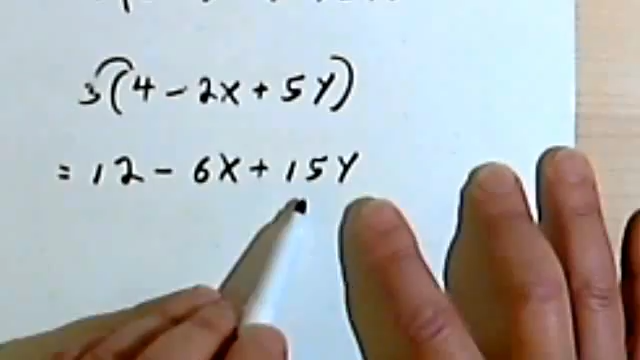 3(4 - 2X + 5Y)
= 12 - 6X + 15Y